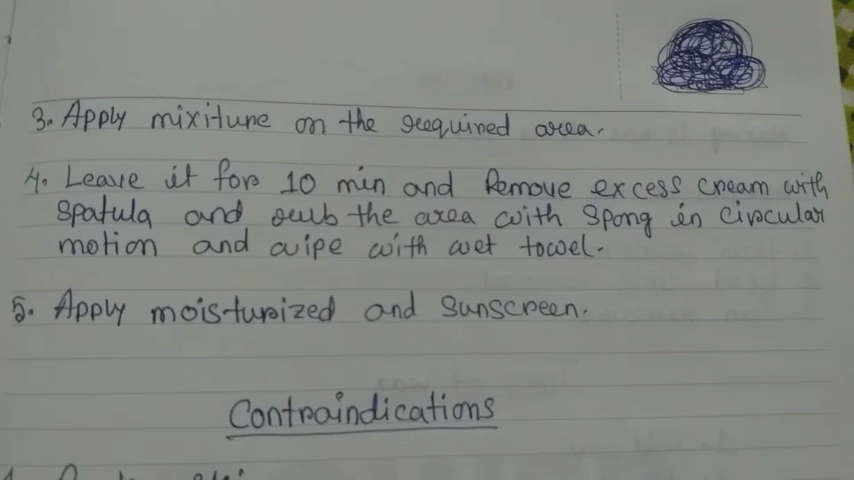 3. Apply mixiture on the required area.
4. Leave it for 10 min and Remove excess cream with
spatula and rub the area with spong in circular
motion and wipe with wet towel.
5. Apply moisturized and sunscreen.
Contraindications